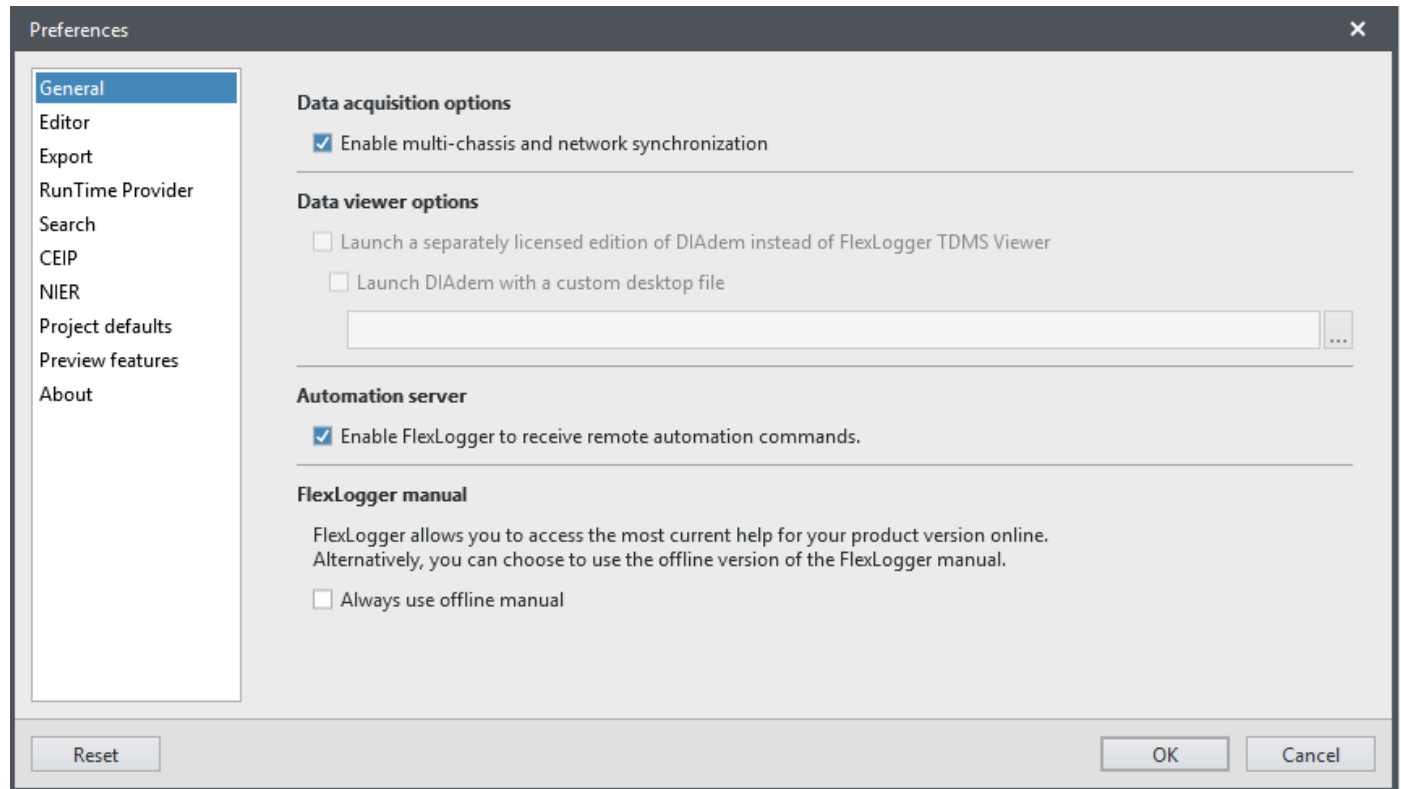 Preferences
General
Editor
Export
RunTime Provider
Search
CEIP
NIER
Project defaults
Preview features
About
Data acquisition options
Enable multi-chassis and network synchronization
Data viewer options
Launch a separately licensed edition of DIAdem instead of FlexLogger TDMS Viewer
Launch DIAdem with a custom desktop file
...
Automation server
Enable FlexLogger to receive remote automation commands.
FlexLogger manual
FlexLogger allows you to access the most current help for your product version online.
Alternatively, you can choose to use the offline version of the FlexLogger manual.
Always use offline manual
Reset
OK
Cancel